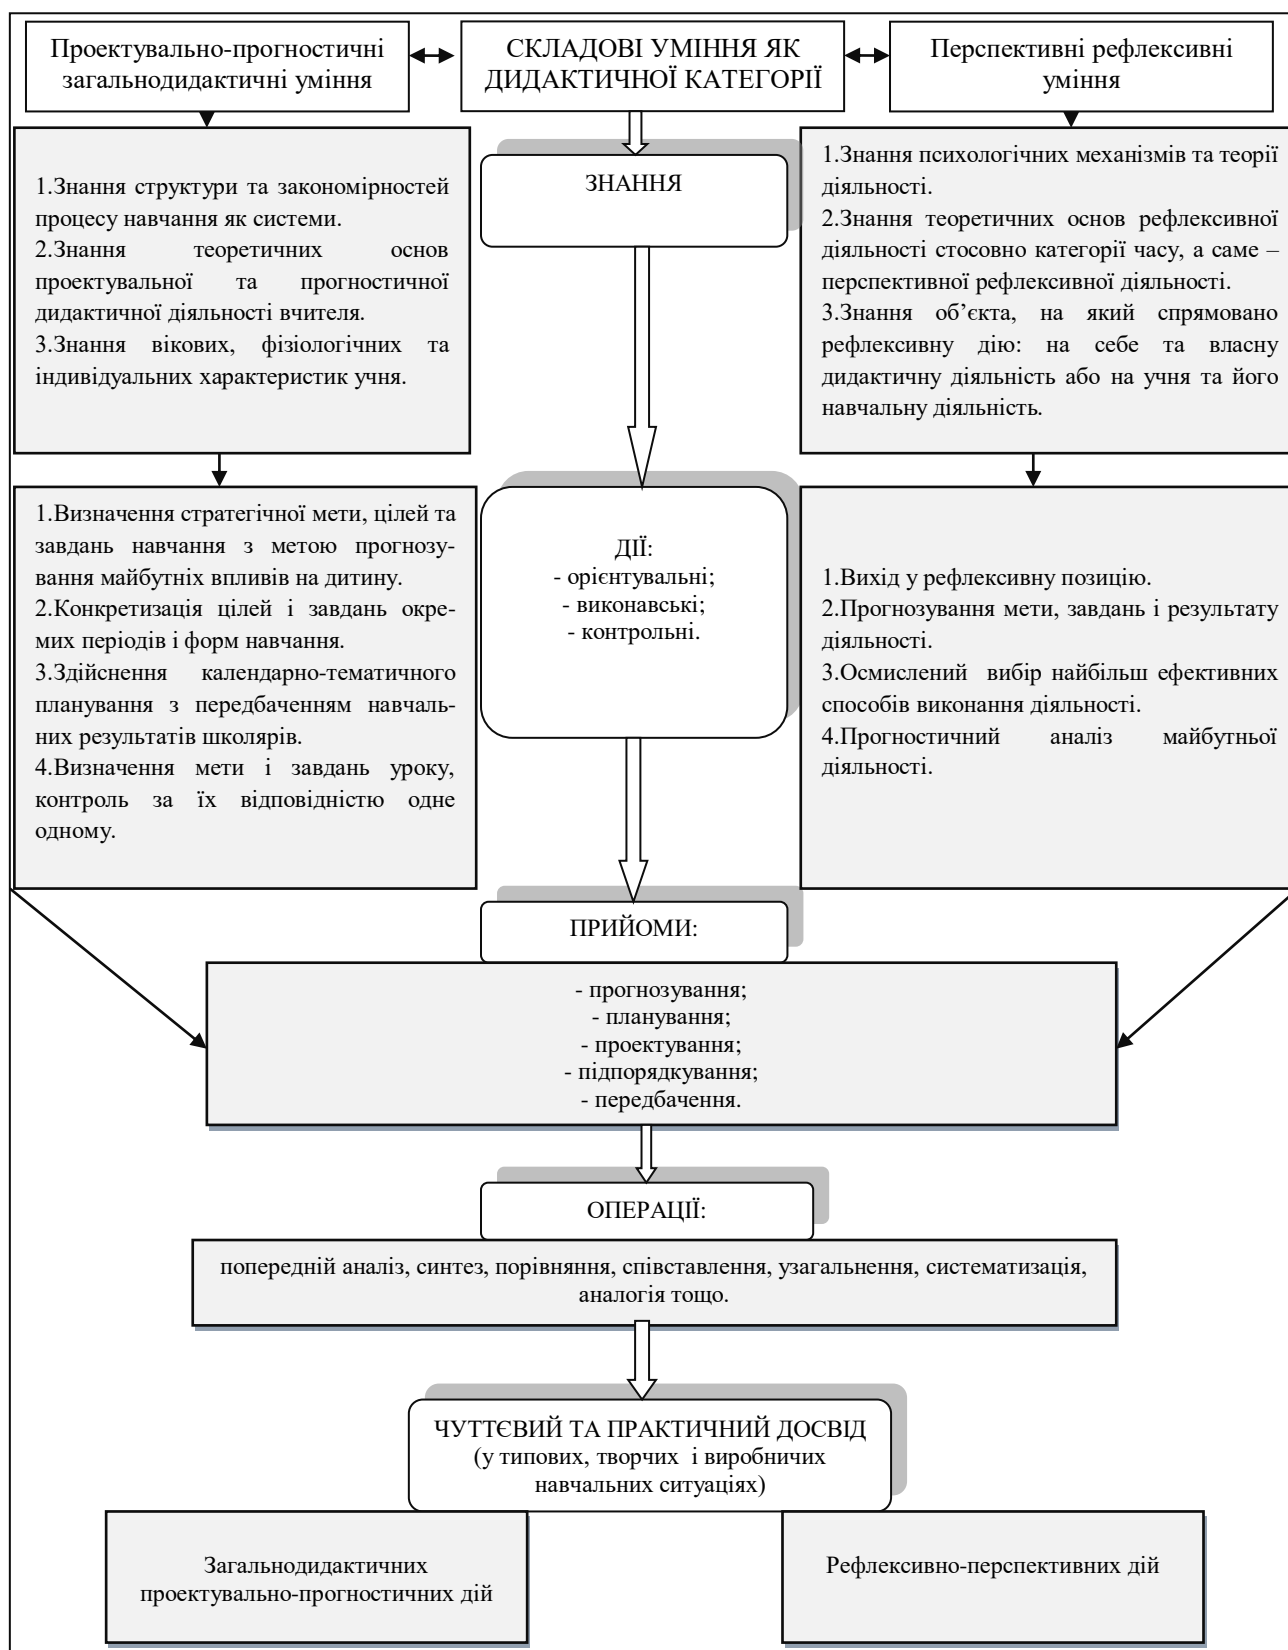 Проектувально-прогностичні
загальнодидактичні уміння
СКЛАДОВІ УМІННЯ ЯК
ДИДАКТИЧНОЇ КАТЕГОРІЇ
Перспективні рефлексивні
уміння
1.Знання структури та закономірностей
процесу навчання як системи.
2.Знання теоретичних основ
проектувальної та прогностичної
дидактичної діяльності вчителя.
3.Знання вікових, фізіологічних та
індивідуальних характеристик учня.
ЗНАННЯ
1.Знання психологічних механізмів та теорії
діяльності.
2.Знання теоретичних основ рефлексивної
діяльності стосовно категорії часу, а саме –
перспективної рефлексивної діяльності.
3.Знання об’єкта, на який спрямовано
рефлексивну дію: на себе та власну
дидактичну діяльність або на учня та його
навчальну діяльність.
1.Визначення стратегічної мети, цілей та
завдань навчання з метою прогнозу-
вання майбутніх впливів на дитину.
2.Конкретизація цілей і завдань окре-
мих періодів і форм навчання.
3.Здійснення календарно-тематичного
планування з передбаченням навчаль-
них результатів школярів.
4.Визначення мети і завдань уроку,
контроль за їх відповідністю одне
одному.
ДІЇ:
- орієнтувальні;
- виконавські;
- контрольні.
1.Вихід у рефлексивну позицію.
2.Прогнозування мети, завдань і результату
діяльності.
3.Осмислений вибір найбільш ефективних
способів виконання діяльності.
4.Прогностичний аналіз майбутньої
діяльності.
ПРИЙОМИ:
- прогнозування;
- планування;
- проектування;
- підпорядкування;
- передбачення.
ОПЕРАЦІЇ:
попередній аналіз, синтез, порівняння, співставлення, узагальнення, систематизація,
аналогія тощо.
ЧУТТЄВИЙ ТА ПРАКТИЧНИЙ ДОСВІД
(у типових, творчих і виробничих
навчальних ситуаціях)
Загальнодидактичних
проектувально-прогностичних дій
Рефлексивно-перспективних дій